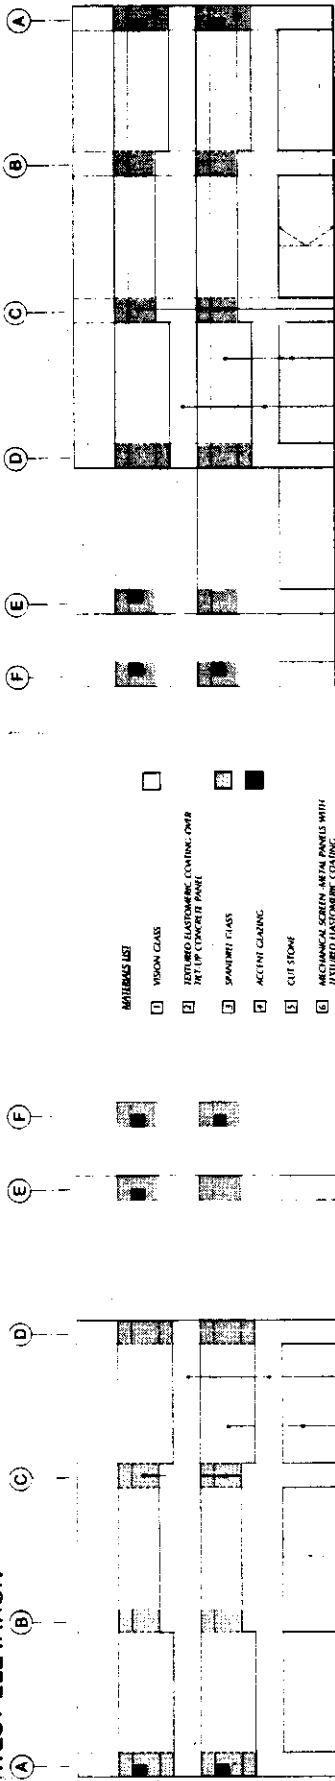 A
B
C
D
E
F
MATERIALS LIST
1 VISION GLASS
2 TEXTURED ELASTOMERIC COATING OVER
TILT-UP CONCRETE PANEL
3 SPANDREL GLASS
4 ACCENT GLAZING
5 CUT STONE
6 MECHANICAL SCREEN - METAL PANELS WITH
TEXTURED ELASTOMERIC COATING
F
E
D
C
B
A